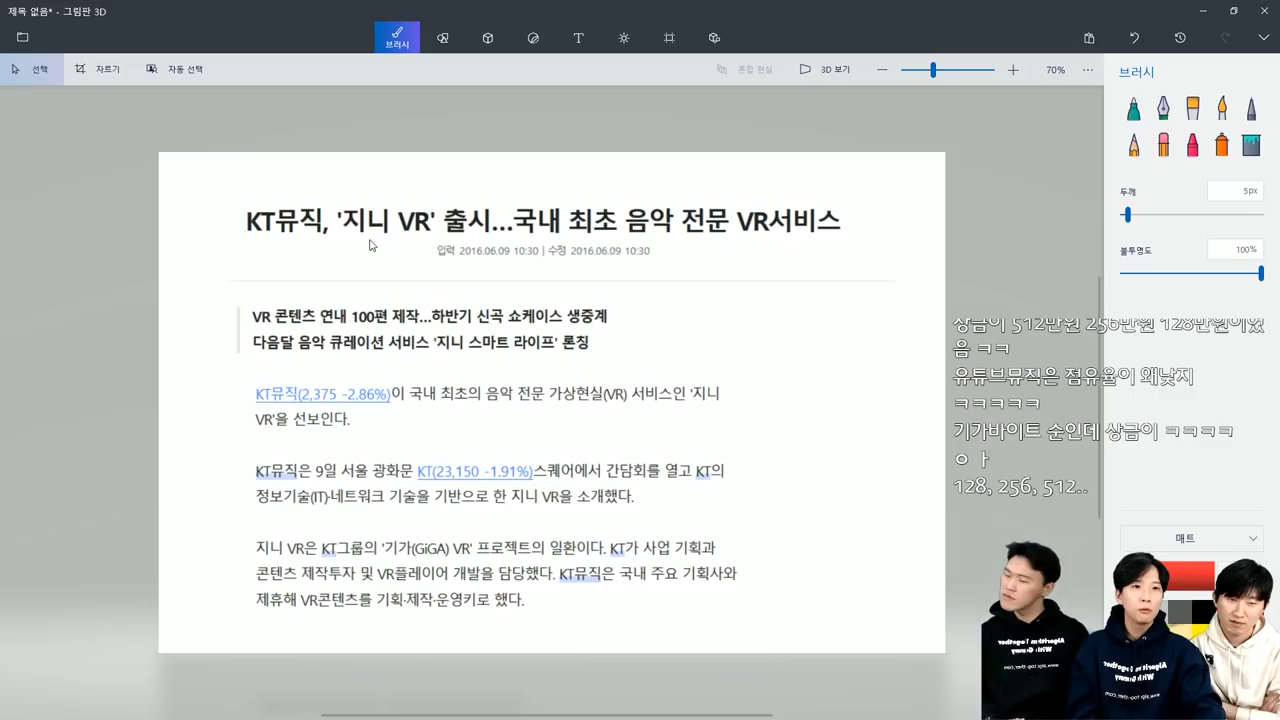 제목 없음* - 그림판 3D
브러시
선택
자르기
자동 선택
혼합 현실
3D 보기
70%
브러시
두께
5px
불투명도
100%
매트
KT뮤직, '지니 VR' 출시...국내 최초 음악 전문 VR서비스
입력 2016.06.09 10:30 | 수정 2016.06.09 10:30
VR 콘텐츠 연내 100편 제작...하반기 신곡 쇼케이스 생중계
다음달 음악 큐레이션 서비스 '지니 스마트 라이프' 론칭
KT뮤직(2,375 -2.86%)이 국내 최초의 음악 전문 가상현실(VR) 서비스인 '지니
VR'을 선보인다.
KT뮤직은 9일 서울 광화문 KT(23,150 -1.91%)스퀘어에서 간담회를 열고 KT의
정보기술(IT)·네트워크 기술을 기반으로 한 지니 VR을 소개했다.
지니 VR은 KT그룹의 '기가(GiGA) VR' 프로젝트의 일환이다. KT가 사업 기획과
콘텐츠 제작투자 및 VR플레이어 개발을 담당했다. KT뮤직은 국내 주요 기획사와
제휴해 VR콘텐츠를 기획·제작·운영키로 했다.
상금이 512만원 256만원 128만원이었
음 ㅋㅋ
유튜브뮤직은 점유율이 왜낮지
ㅋㅋㅋㅋㅋ
기가바이트 순인데 상금이 ㅋㅋㅋㅋ
ㅇ ㅏ
128, 256, 512..
Algorithm Together
With Gunny
Algorithm Together
With Gunny